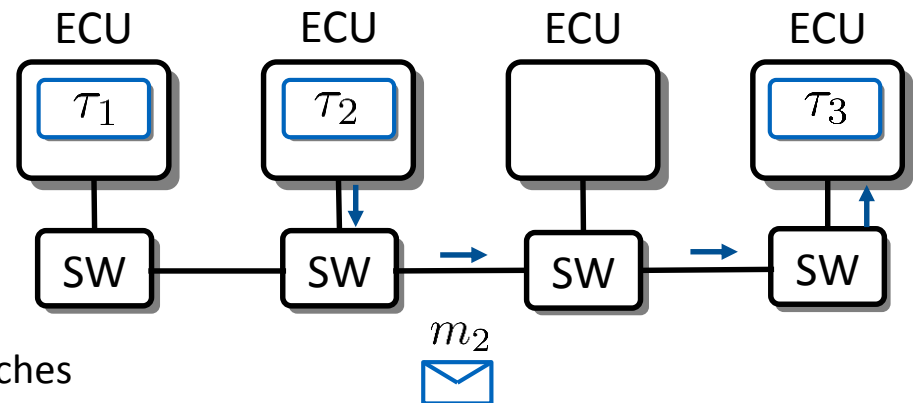 ECU ECU ECU ECU
τ₁ τ₂ τ₃
SW SW SW SW
m₂
ches